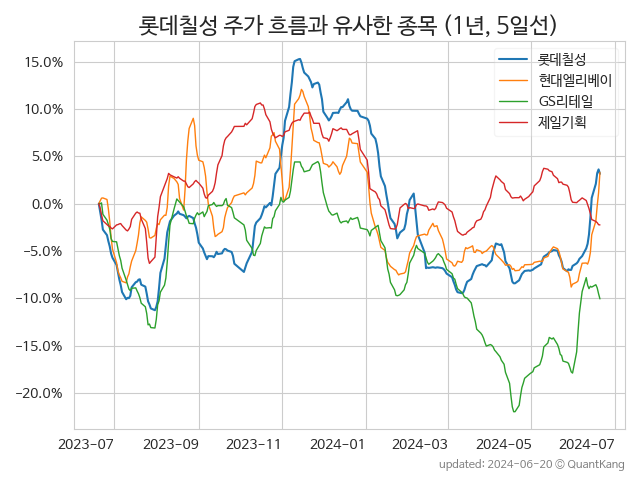 롯데칠성 주가 흐름과 유사한 종목 (1년, 5일선)
롯데칠성
현대엘리베이
GS리테일
제일기획
15.0%
10.0%
5.0%
0.0%
−5.0%
−10.0%
−15.0%
−20.0%
2023−07
2023−09
2023−11
2024−01
2024−03
2024−05
2024−07
updated: 2024-06-20 © QuantKang